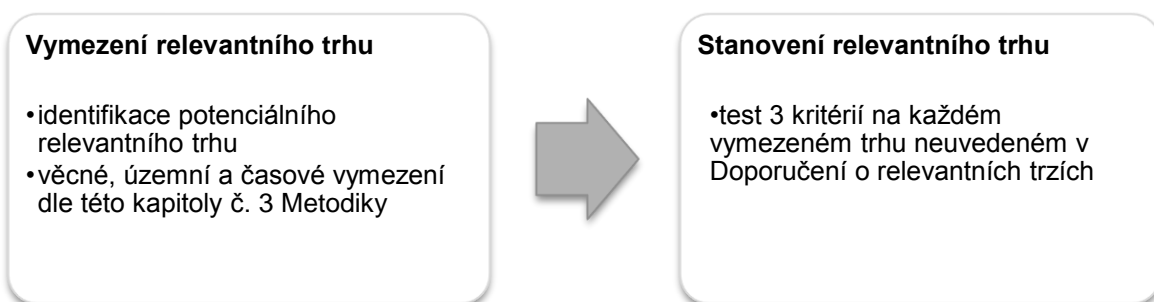 Vymezení relevantního trhu
•identifikace potenciálního
relevantního trhu
•věcné, územní a časové vymezení
dle této kapitoly č. 3 Metodiky
Stanovení relevantního trhu
•test 3 kritérií na každém
vymezeném trhu neuvedeném v
Doporučení o relevantních trzích